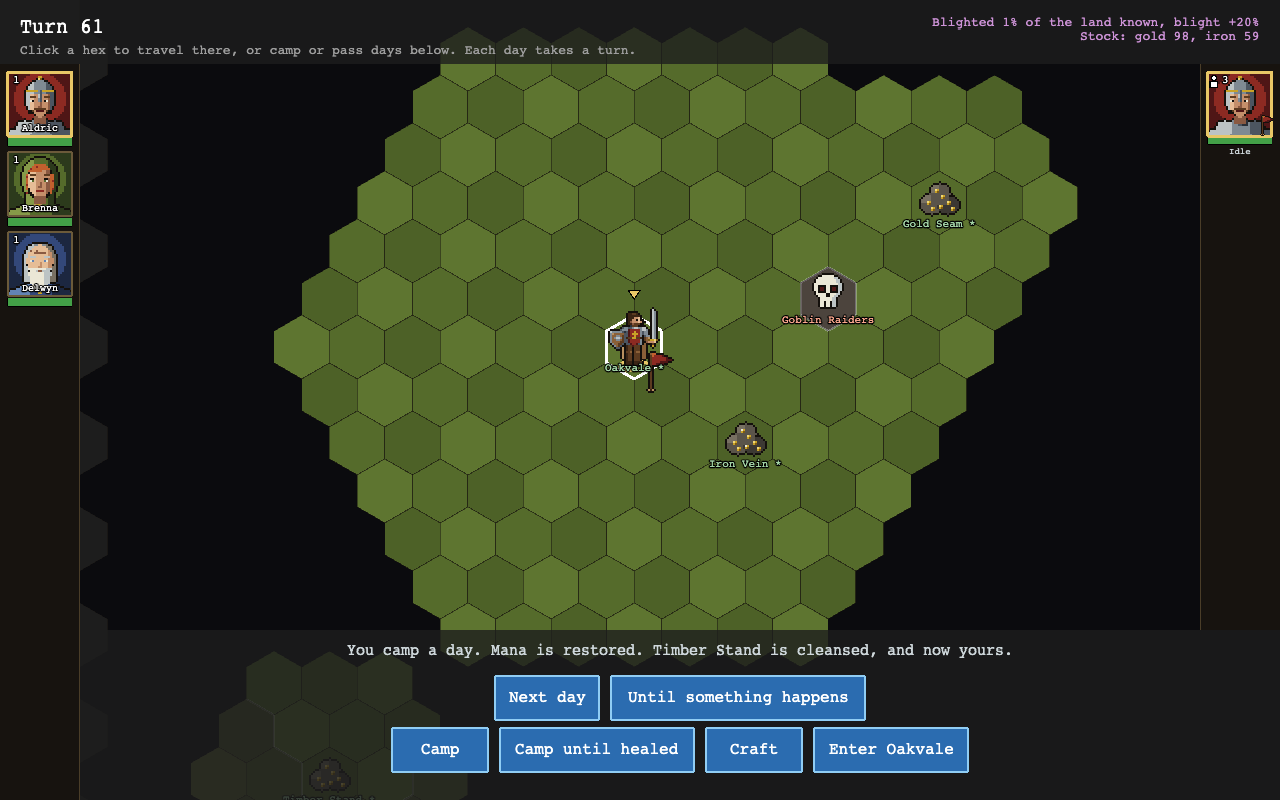 Turn 61
Click a hex to travel there, or camp or pass days below. Each day takes a turn.
Blighted 1% of the land known, blight +20%
Stock: gold 98, iron 59
1
Aldric
1
Brenna
1
Delwyn
3
Idle
Gold Seam *
Goblin Raiders
Oakvale *
Iron Vein *
You camp a day. Mana is restored. Timber Stand is cleansed, and now yours.
Next day
Until something happens
Camp
Camp until healed
Craft
Enter Oakvale
Timber Stand *